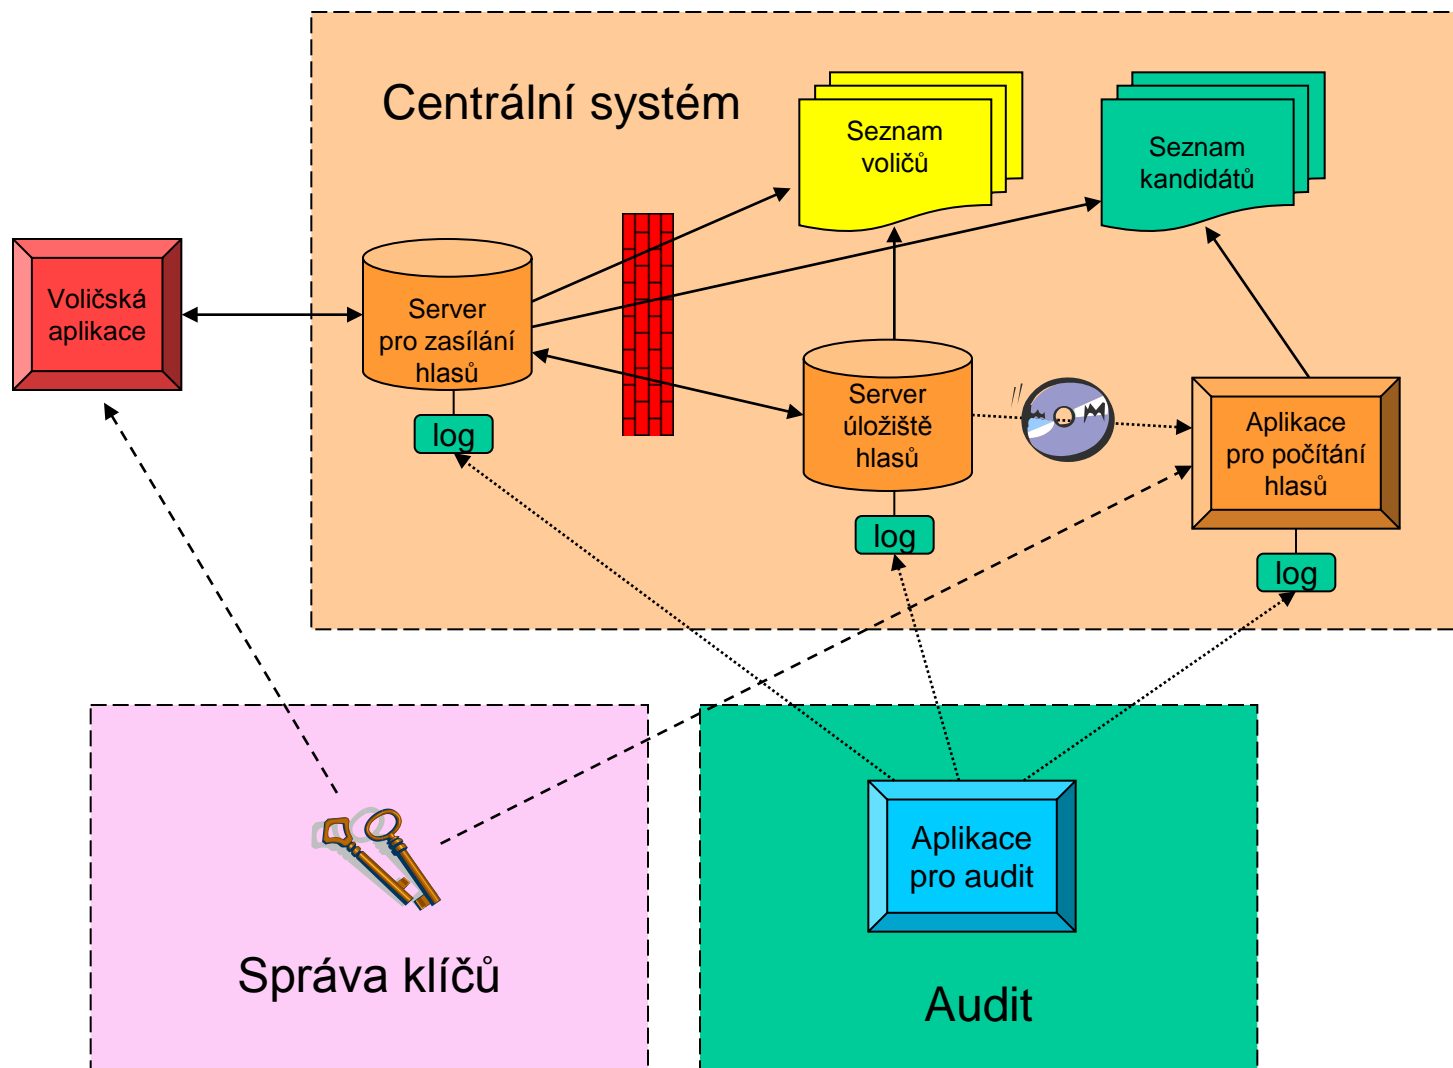 Centrální systém
Seznam
voličů
Seznam
kandidátů
Voličská
aplikace
Server
pro zasílání
hlasů
log
Server
úložiště
hlasů
log
Aplikace
pro počítání
hlasů
log
Správa klíčů
Aplikace
pro audit
Audit